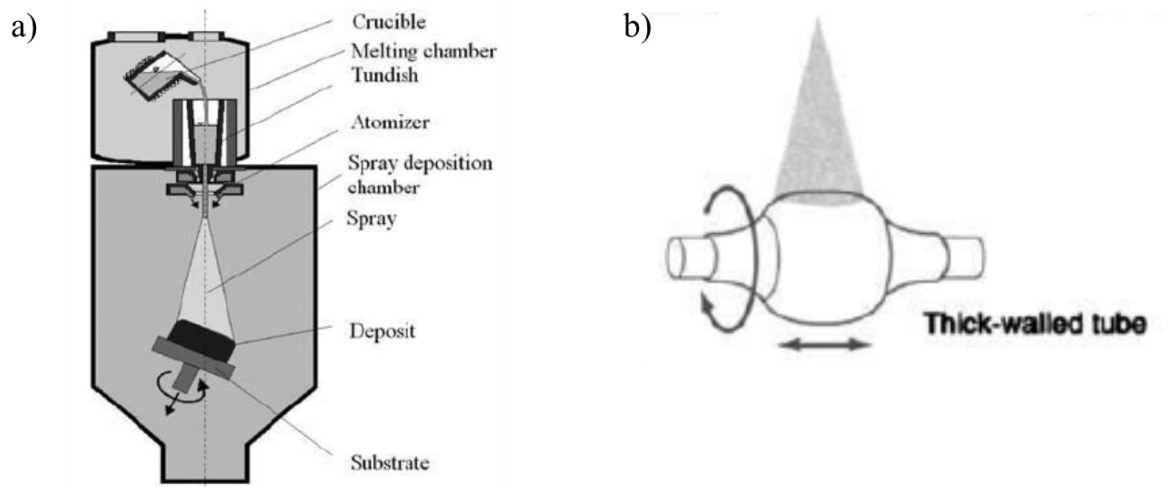 a)
Crucible
Melting chamber
Tundish
Atomizer
Spray deposition
chamber
Spray
Deposit
Substrate
b)
Thick-walled tube